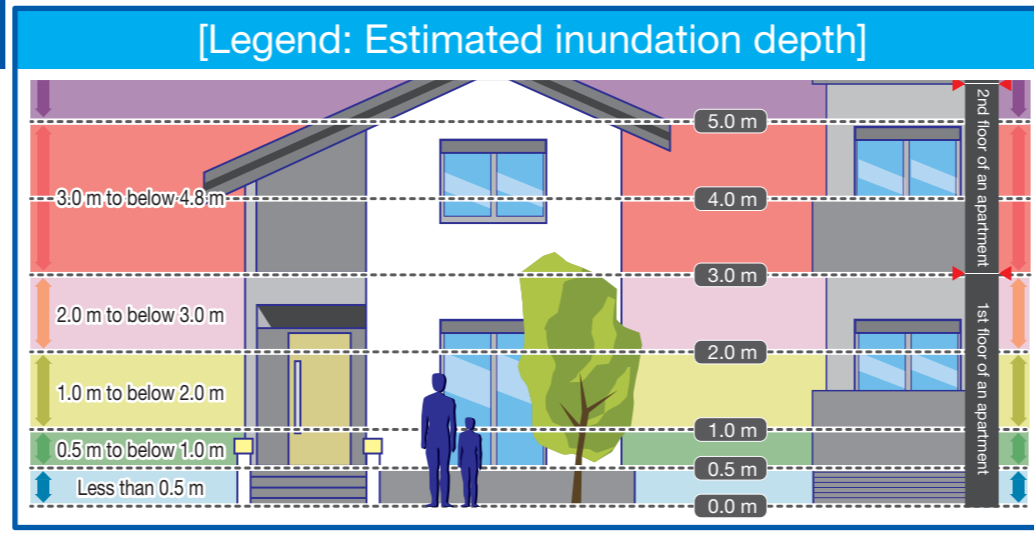 [Legend: Estimated inundation depth]
5.0 m
3.0 m to below 4.8 m
4.0 m
3.0 m
2.0 m to below 3.0 m
2.0 m
1.0 m to below 2.0 m
1.0 m
0.5 m to below 1.0 m
0.5 m
Less than 0.5 m
0.0 m
2nd floor of an apartment
1st floor of an apartment